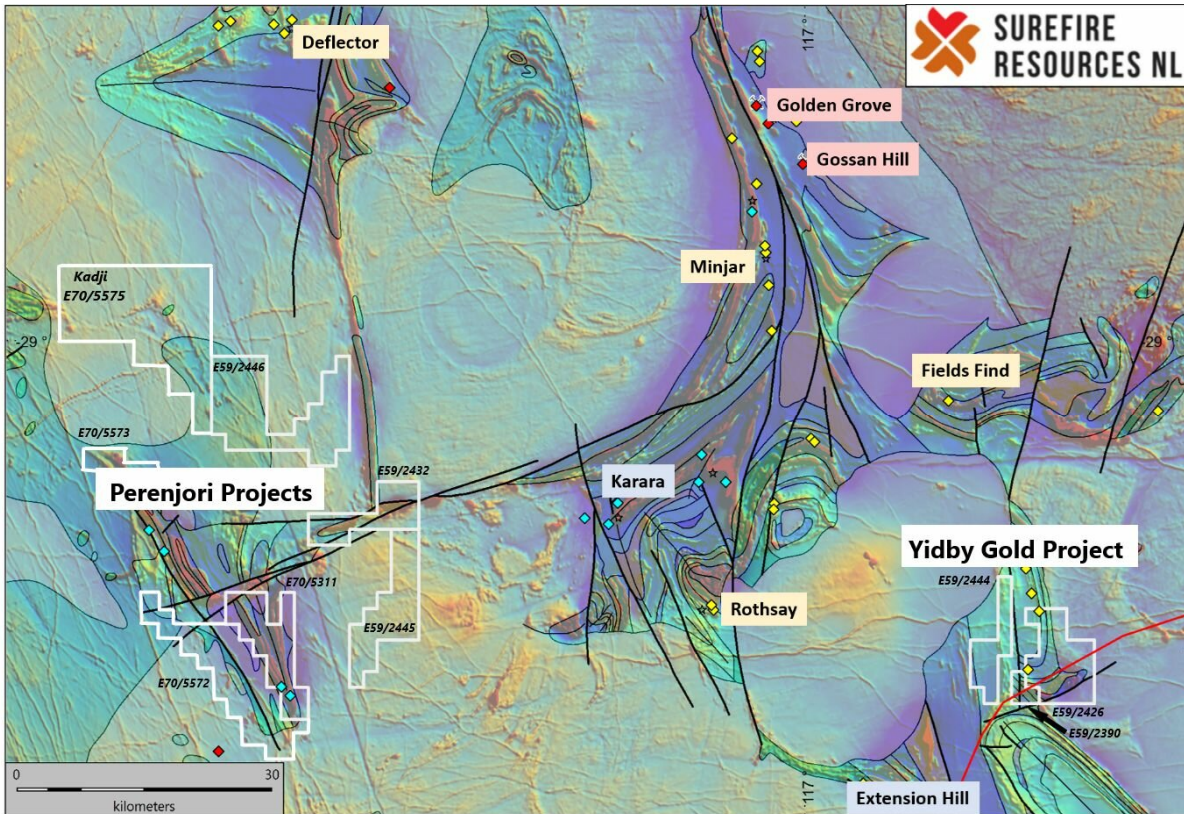 Deflector
117 °
SUREFIRE
RESOURCES NL
Golden Grove
Gossan Hill
Minjar
Kadji
E70/5575
-29 °
-29 °
E59/2446
Fields Find
E70/5573
Perenjori Projects
E59/2432
Karara
Yidby Gold Project
E59/2444
E70/5311
Rothsay
E59/2445
E70/5572
E59/2426
E59/2390
0 30
kilometers
117 °
Extension Hill